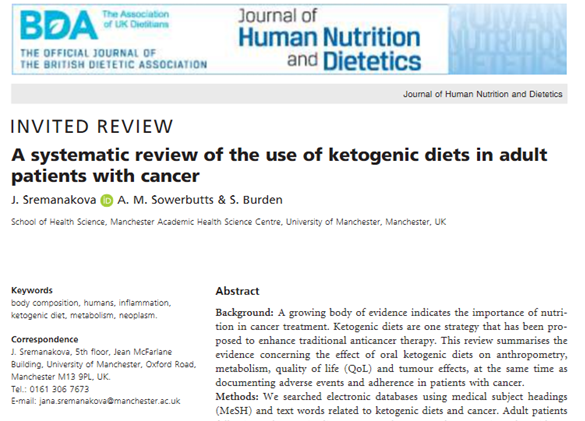 BDA The Association of UK Dietitians
THE OFFICIAL JOURNAL OF
THE BRITISH DIETETIC ASSOCIATION
Journal of
Human Nutrition
and Dietetics
HUMAN
NUTRITION
DIETETICS
Journal of Human Nutrition and Dietetics
INVITED REVIEW
A systematic review of the use of ketogenic diets in adult
patients with cancer
J. Sremanakova iD A. M. Sowerbutts & S. Burden
School of Health Science, Manchester Academic Health Science Centre, University of Manchester, Manchester, UK
Keywords
body composition, humans, inflammation,
ketogenic diet, metabolism, neoplasm.
Correspondence
J. Sremanakova, 5th floor, Jean McFarlane
Building, University of Manchester, Oxford Road,
Manchester M13 9PL, UK.
Tel.: 0161 306 7673
E-mail: jana.sremanakova@manchester.ac.uk
Abstract
Background: A growing body of evidence indicates the importance of nutri-
tion in cancer treatment. Ketogenic diets are one strategy that has been pro-
posed to enhance traditional anticancer therapy. This review summarises the
evidence concerning the effect of oral ketogenic diets on anthropometry,
metabolism, quality of life (QoL) and tumour effects, at the same time as
documenting adverse events and adherence in patients with cancer.
Methods: We searched electronic databases using medical subject headings
(MeSH) and text words related to ketogenic diets and cancer. Adult patients